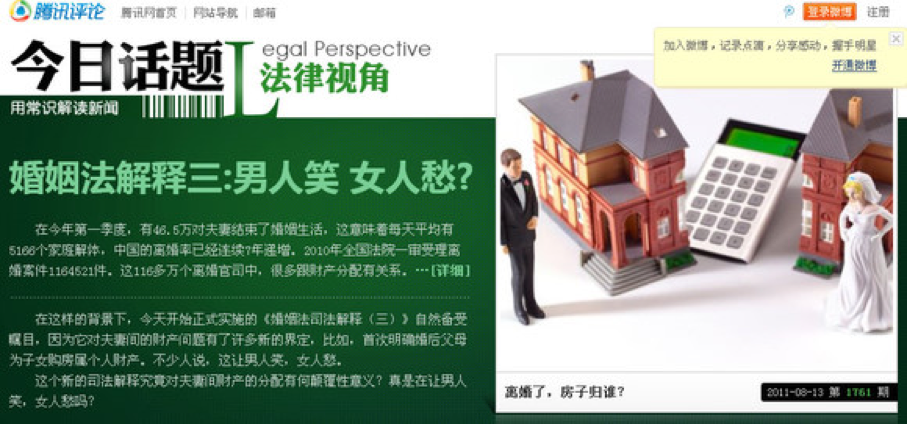 腾讯评论 腾讯网首页 | 网站导航 | 邮箱
登录微博 注册
加入微博，记录点滴，分享感动，握手明星
开通微博
今日话题
Legal Perspective
法律视角
用常识解读新闻
婚姻法解释三:男人笑 女人愁?
在今年第一季度，有46.5万对夫妻结束了婚姻生活，这意味着每天平均有
5166个家庭解体，中国的离婚率已经连续7年递增。2010年全国法院一审受理离
婚案件1164521件。这116多万个离婚官司中，很多跟财产分配有关系。…[详细]
在这样的背景下，今天开始正式实施的《婚姻法司法解释（三）》自然备受
瞩目，因为它对夫妻间的财产问题有了许多新的界定，比如，首次明确婚后父母
为子女购房属个人财产。不少人说，这让男人笑，女人愁。
这个新的司法解释究竟对夫妻间财产的分配有何颠覆性意义？真是在让男人
笑，女人愁吗？
离婚了，房子归谁？
2011-08-13 第 1761 期